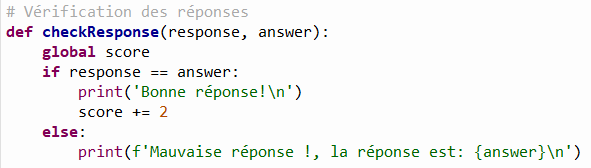 # Vérification des réponses
def checkResponse(response, answer):
    global score
    if response == answer:
        print('Bonne réponse!\n')
        score += 2
    else:
        print(f'Mauvaise réponse !, la réponse est: {answer}\n')